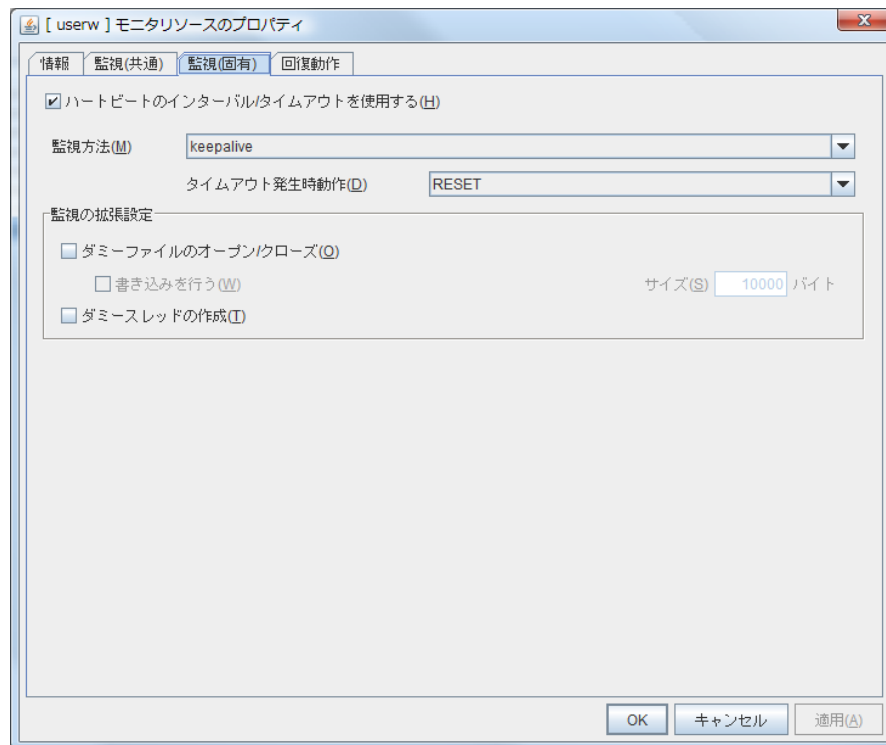 [ userw ] モニタリソースのプロパティ
情報 監視(共通) 監視(固有) 回復動作
ハートビートのインターバル/タイムアウトを使用する(H)
監視方法(M) keepalive
タイムアウト発生時動作(D) RESET
監視の拡張設定
ダミーファイルのオープン/クローズ(O)
書き込みを行う(W) サイズ(S) 10000 バイト
ダミースレッドの作成(T)
OK キャンセル 適用(A)